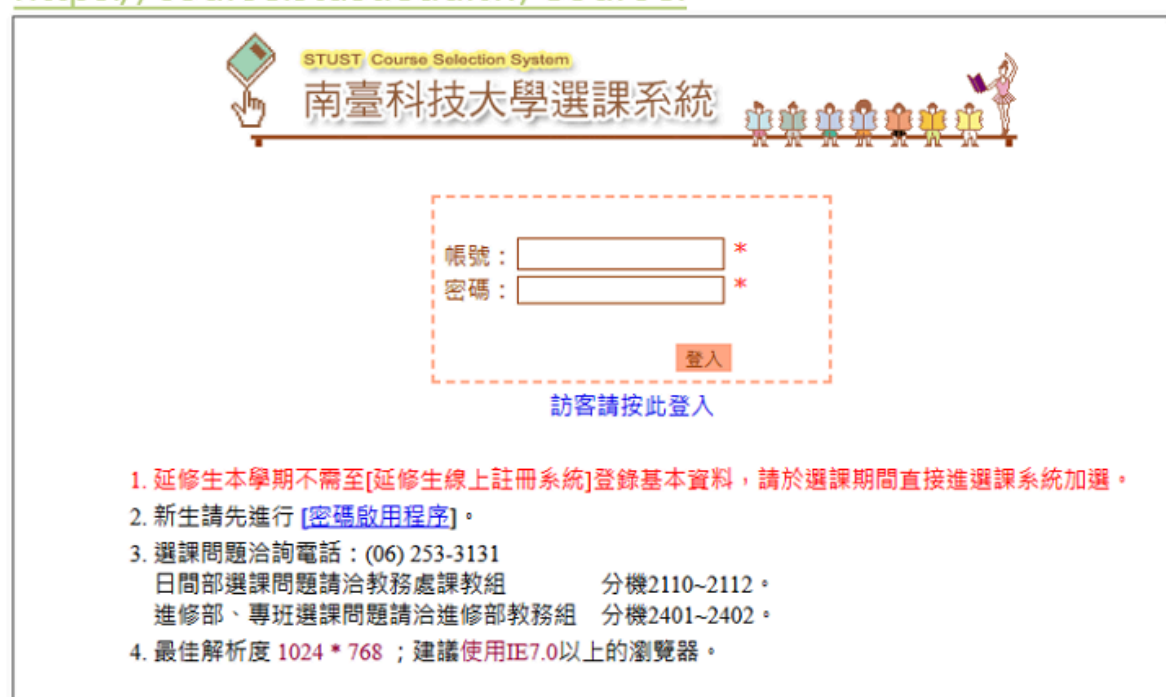 STUST Course Selection System
南臺科技大學選課系統
帳號： *
密碼： *
登入
訪客請按此登入
1. 延修生本學期不需至[延修生線上註冊系統]登錄基本資料，請於選課期間直接進選課系統加選。
2. 新生請先進行 [密碼啟用程序]。
3. 選課問題洽詢電話：(06) 253-3131
日間部選課問題請洽教務處課教組 分機2110~2112。
進修部、專班選課問題請洽進修部教務組 分機2401~2402。
4. 最佳解析度 1024 * 768 ；建議使用IE7.0以上的瀏覽器。